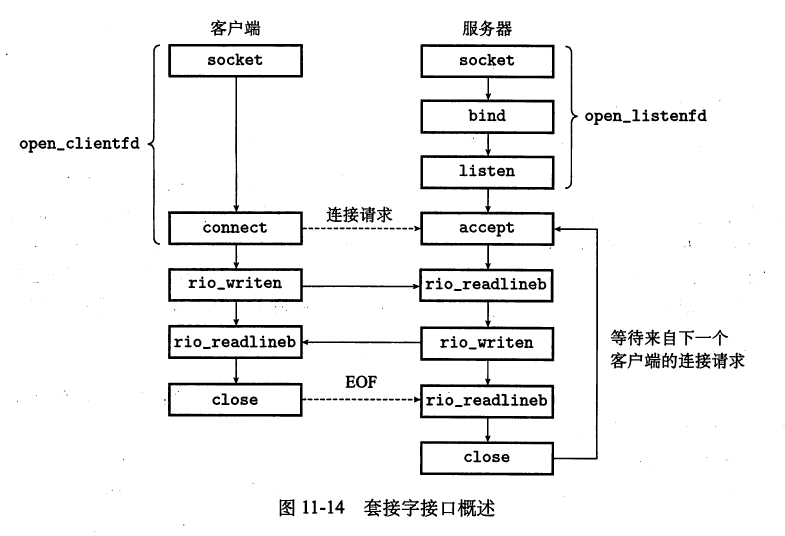 客户端
服务器
socket
socket
bind
open_clientfd
open_listenfd
listen
连接请求
connect
accept
rio_writen
rio_readlineb
rio_readlineb
rio_writen
等待来自下一个
客户端的连接请求
EOF
close
rio_readlineb
close
图 11-14 套接字接口概述